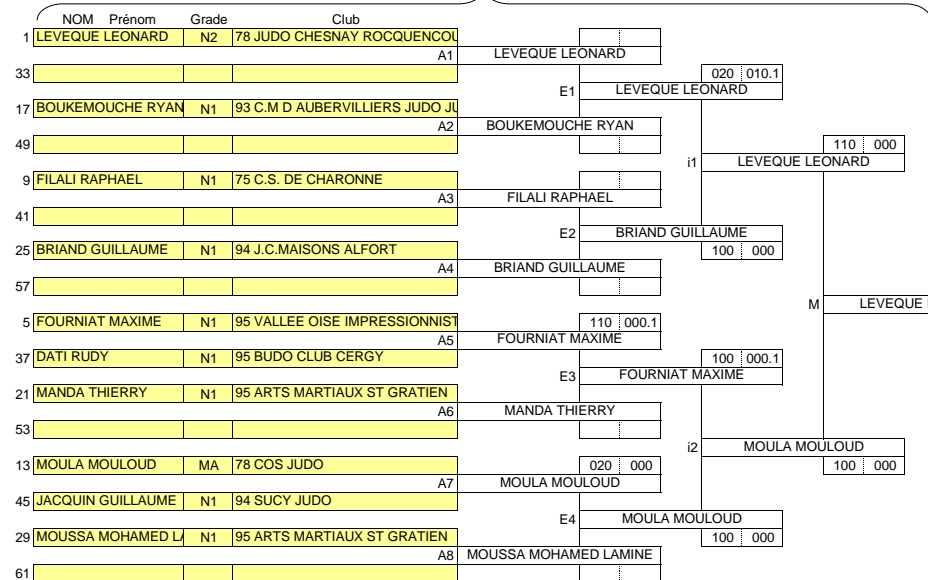 NOM Prénom Grade Club
1 LEVEQUE LEONARD N2 78 JUDO CHESNAY ROCQUENCOU
A1 LEVEQUE LEONARD
33 020 010.1
E1 LEVEQUE LEONARD
17 BOUKEMOUCHE RYAN N1 93 C.M D AUBERVILLIERS JUDO JU
A2 BOUKEMOUCHE RYAN
49 110 000
i1 LEVEQUE LEONARD
9 FILALI RAPHAEL N1 75 C.S. DE CHARONNE
A3 FILALI RAPHAEL
41
E2 BRIAND GUILLAUME
25 BRIAND GUILLAUME N1 94 J.C.MAISONS ALFORT 100 000
A4 BRIAND GUILLAUME
57
M LEVEQUE
5 FOURNIAT MAXIME N1 95 VALLEE OISE IMPRESSIONNIST 110 000.1
A5 FOURNIAT MAXIME
37 DATI RUDY N1 95 BUDO CLUB CERGY 100 000.1
E3 FOURNIAT MAXIME
21 MANDA THIERRY N1 95 ARTS MARTIAUX ST GRATIEN
A6 MANDA THIERRY
53
i2 MOULA MOULOUD
13 MOULA MOULOUD MA 78 COS JUDO 020 000 100 000
A7 MOULA MOULOUD
45 JACQUIN GUILLAUME N1 94 SUCY JUDO
E4 MOULA MOULOUD
29 MOUSSA MOHAMED LA N1 95 ARTS MARTIAUX ST GRATIEN 100 000
A8 MOUSSA MOHAMED LAMINE
61